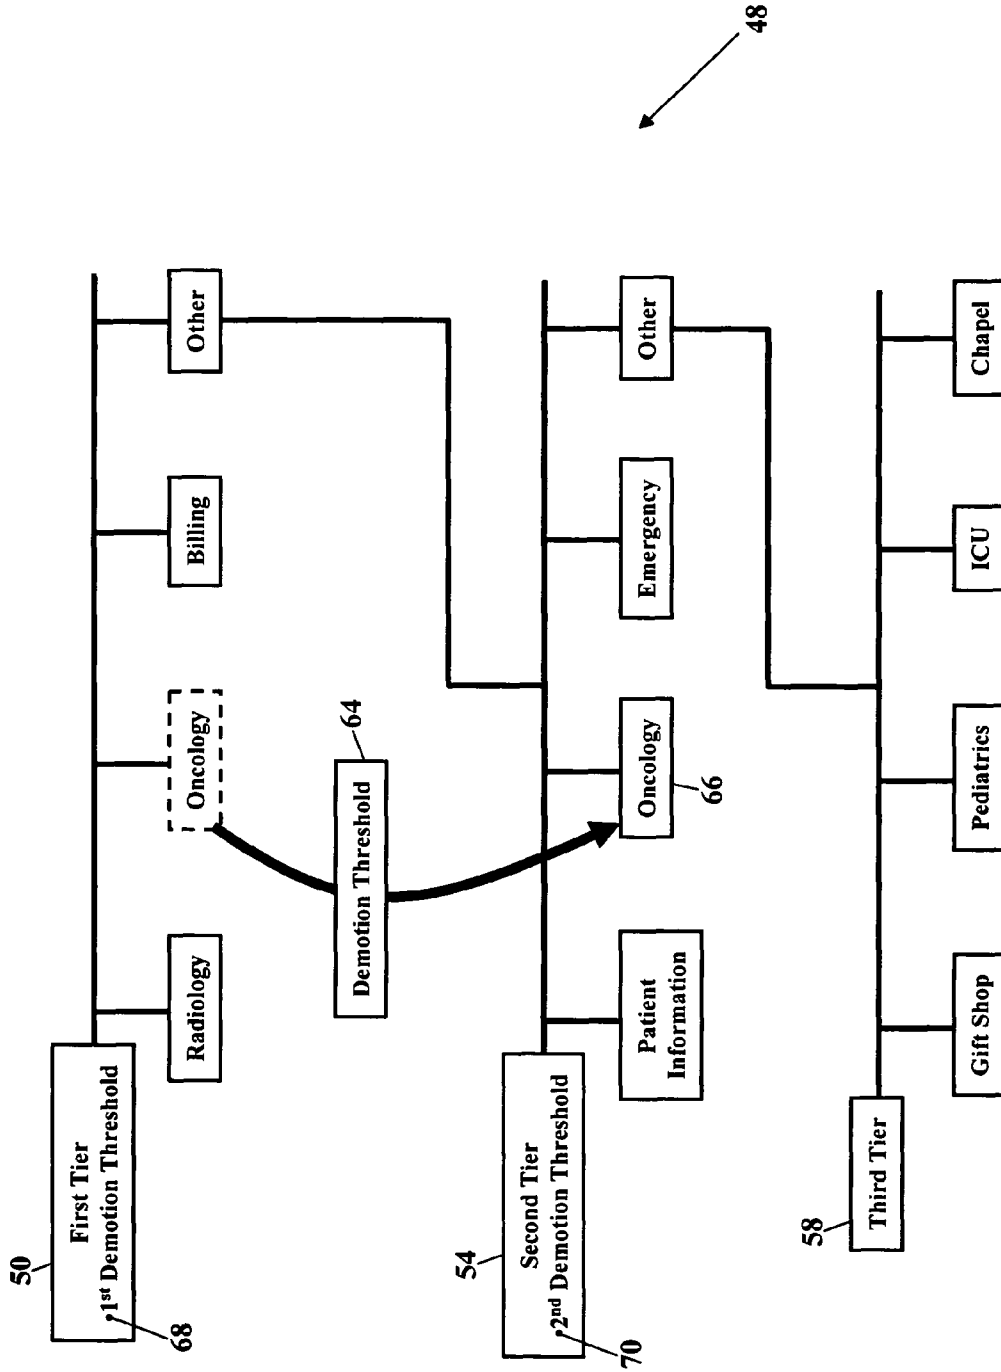 50
First Tier
•1st Demotion Threshold
68
Radiology
Oncology
Billing
Other
Demotion Threshold
64
54
Second Tier
•2nd Demotion Threshold
70
Patient
Information
Oncology
66
Emergency
Other
58
Third Tier
Gift Shop
Pediatrics
ICU
Chapel
48